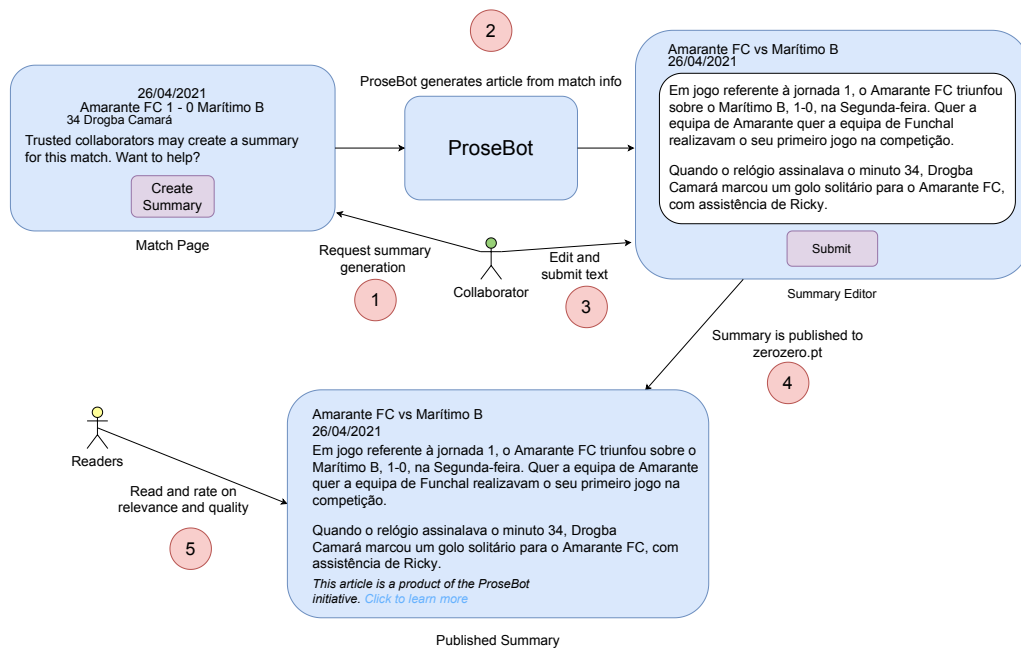 2
ProseBot generates article from match info
26/04/2021
Amarante FC 1 - 0 Marítimo B
34 Drogba Camará
Trusted collaborators may create a summary
for this match. Want to help?
Create
Summary
Match Page
ProseBot
Amarante FC vs Marítimo B
26/04/2021
Em jogo referente à jornada 1, o Amarante FC triunfou
sobre o Marítimo B, 1-0, na Segunda-feira. Quer a
equipa de Amarante quer a equipa de Funchal
realizavam o seu primeiro jogo na competição.
Quando o relógio assinalava o minuto 34, Drogba
Camará marcou um golo solitário para o Amarante FC,
com assistência de Ricky.
Submit
Summary Editor
Request summary
generation
1
Collaborator
Edit and
submit text
3
Summary is published to
zerozero.pt
4
Readers
Read and rate on
relevance and quality
5
Amarante FC vs Marítimo B
26/04/2021
Em jogo referente à jornada 1, o Amarante FC triunfou sobre o
Marítimo B, 1-0, na Segunda-feira. Quer a equipa de Amarante
quer a equipa de Funchal realizavam o seu primeiro jogo na
competição.
Quando o relógio assinalava o minuto 34, Drogba
Camará marcou um golo solitário para o Amarante FC, com
assistência de Ricky.
This article is a product of the ProseBot
initiative. Click to learn more
Published Summary